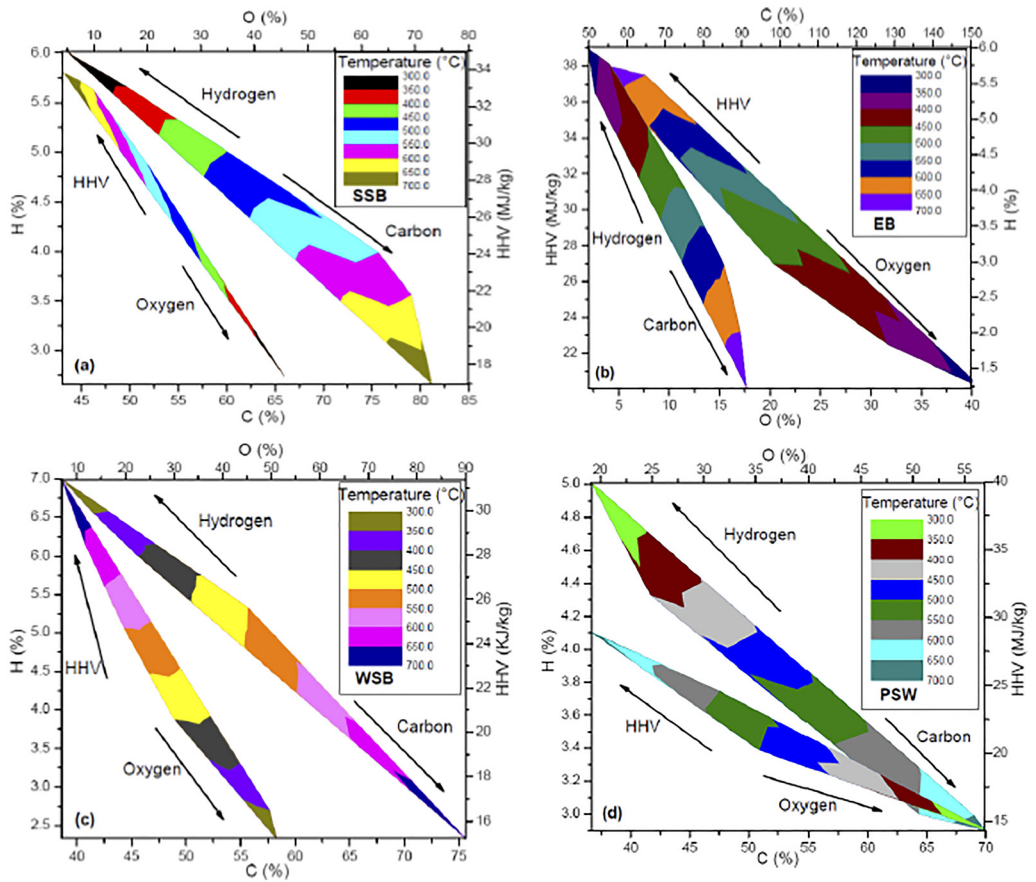 O (%)
10 20 30 40 50 60 70 80
6.0
5.5
5.0
4.5
4.0
3.5
3.0
H (%)
Temperature (°C)
300.0
350.0
400.0
450.0
500.0
550.0
600.0
650.0
700.0
SSB
Hydrogen
HHV
Carbon
Oxygen
34
32
30
28
26
24
22
20
18
HHV (MJ/kg)
(a)
45 50 55 60 65 70 75 80 85
C (%)
C (%)
50 60 70 80 90 100 110 120 130 140 150
38
36
34
32
30
28
26
24
22
HHV (MJ/kg)
Temperature (°C)
300.0
350.0
400.0
450.0
500.0
550.0
600.0
650.0
700.0
EB
HHV
Hydrogen
Oxygen
Carbon
6.0
5.5
5.0
4.5
4.0
3.5
3.0
2.5
2.0
1.5
H (%)
(b)
5 10 15 20 25 30 35 40
O (%)
O (%)
10 20 30 40 50 60 70 80 90
7.0
6.5
6.0
5.5
5.0
4.5
4.0
3.5
3.0
2.5
H (%)
Temperature (°C)
300.0
350.0
400.0
500.0
550.0
600.0
650.0
700.0
WSB
Hydrogen
HHV
Carbon
Oxygen
30
28
26
24
22
20
18
16
HHV (KJ/kg)
(c)
40 45 50 55 60 65 70 75
C (%)
O (%)
20 25 30 35 40 45 50 55
5.0
4.6
4.4
4.2
4.0
3.8
3.6
3.4
3.2
3.0
H (%)
Temperature (°C)
300.0
350.0
400.0
450.0
500.0
550.0
600.0
650.0
700.0
PSW
Hydrogen
HHV
Carbon
Oxygen
40
35
30
25
20
15
HHV (MJ/kg)
(d)
40 45 50 55 60 65 70
C (%)